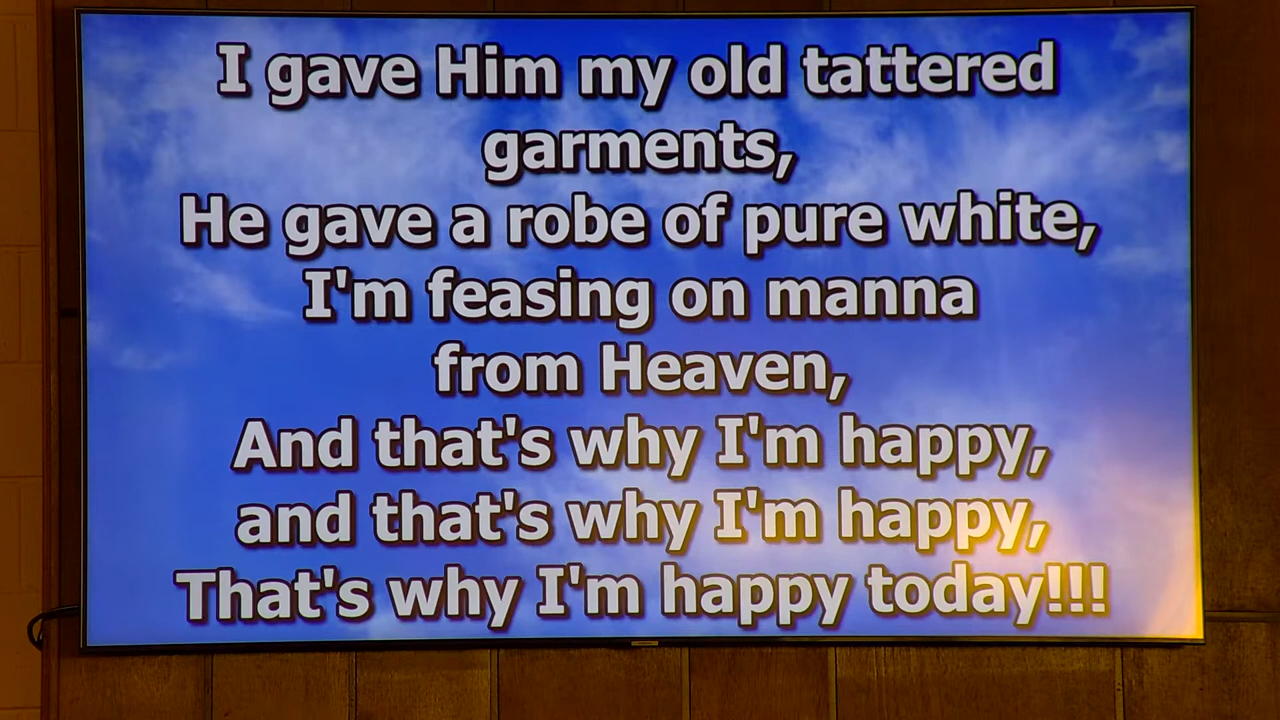 I gave Him my old tattered
garments,
He gave a robe of pure white,
I'm feasing on manna
from Heaven,
And that's why I'm happy,
and that's why I'm happy,
That's why I'm happy today!!!